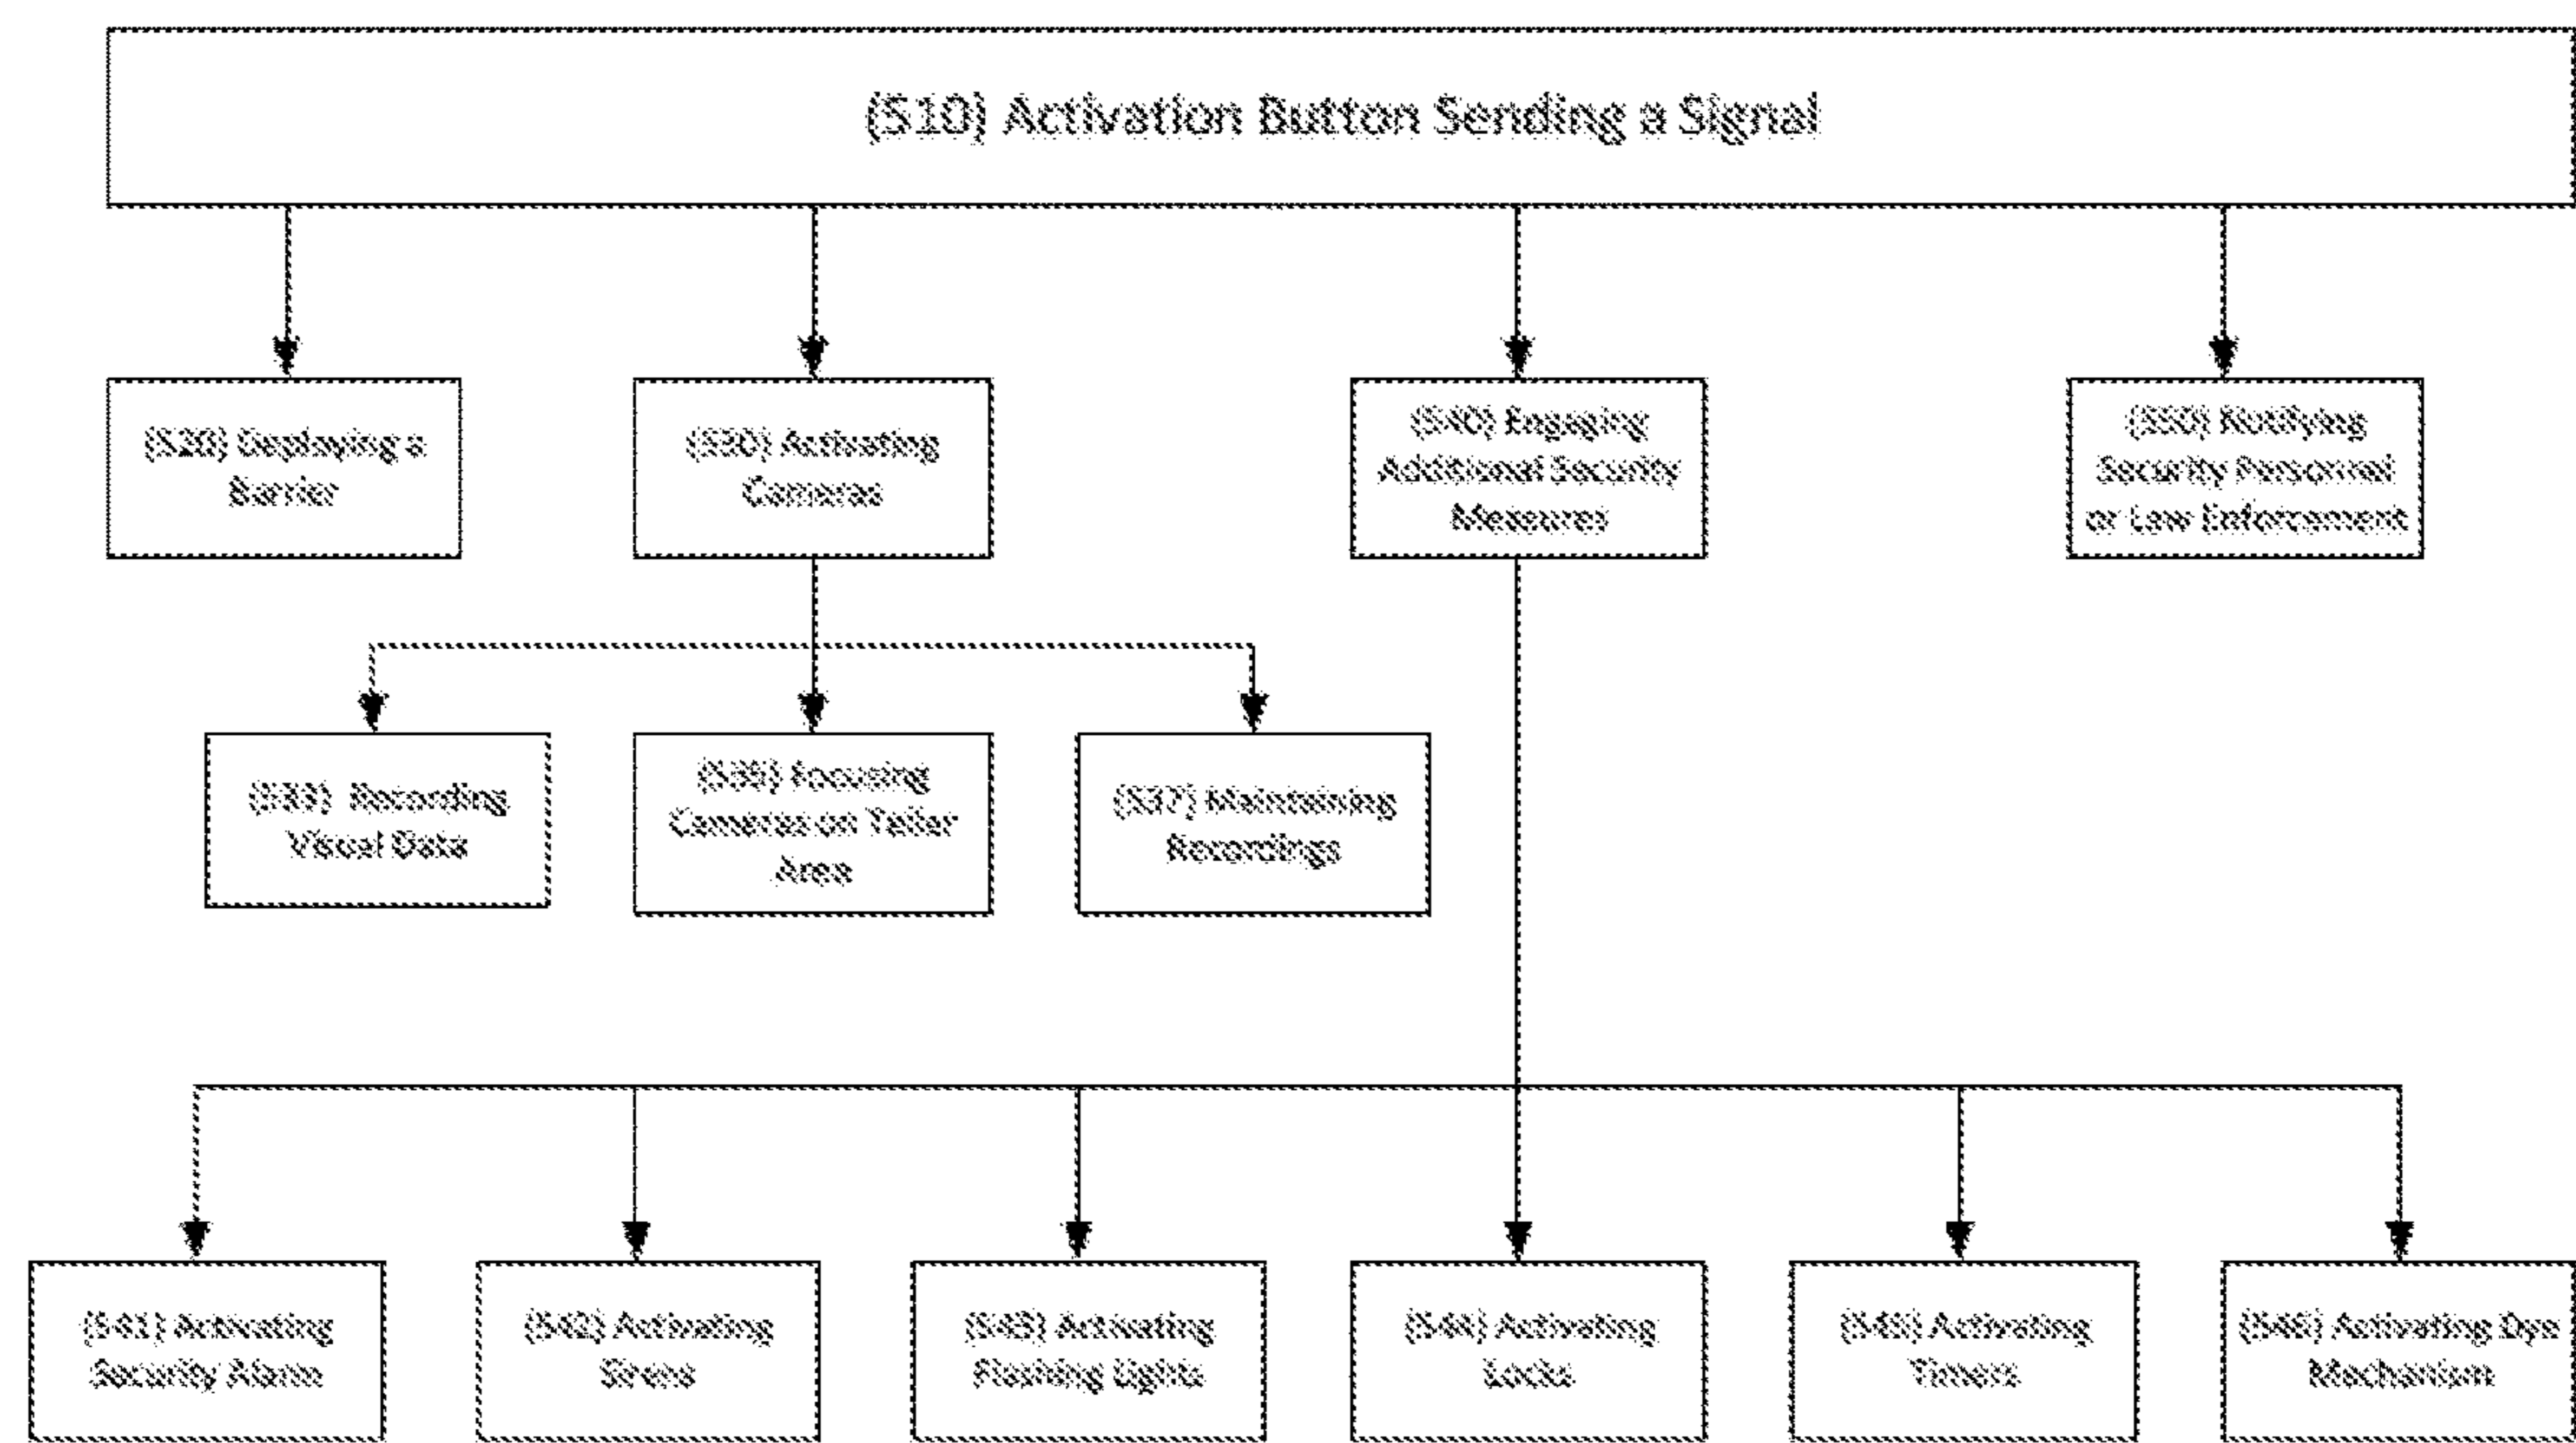 (S10) Activation Button Sending a Signal
(S20) Deploying a
Barrier
(S30) Activating
Cameras
(S40) Engaging
Additional Security
Measures
(S50) Notifying
Security Personnel
or Law Enforcement
(S33) Recording
Visual Data
(S35) Focusing
Cameras on Teller
Area
(S37) Maintaining
Recordings
(S41) Activating
Security Alarm
(S42) Activating
Sirens
(S43) Activating
Flashing Lights
(S44) Activating
Locks
(S45) Activating
Timers
(S46) Activating Dye
Mechanism